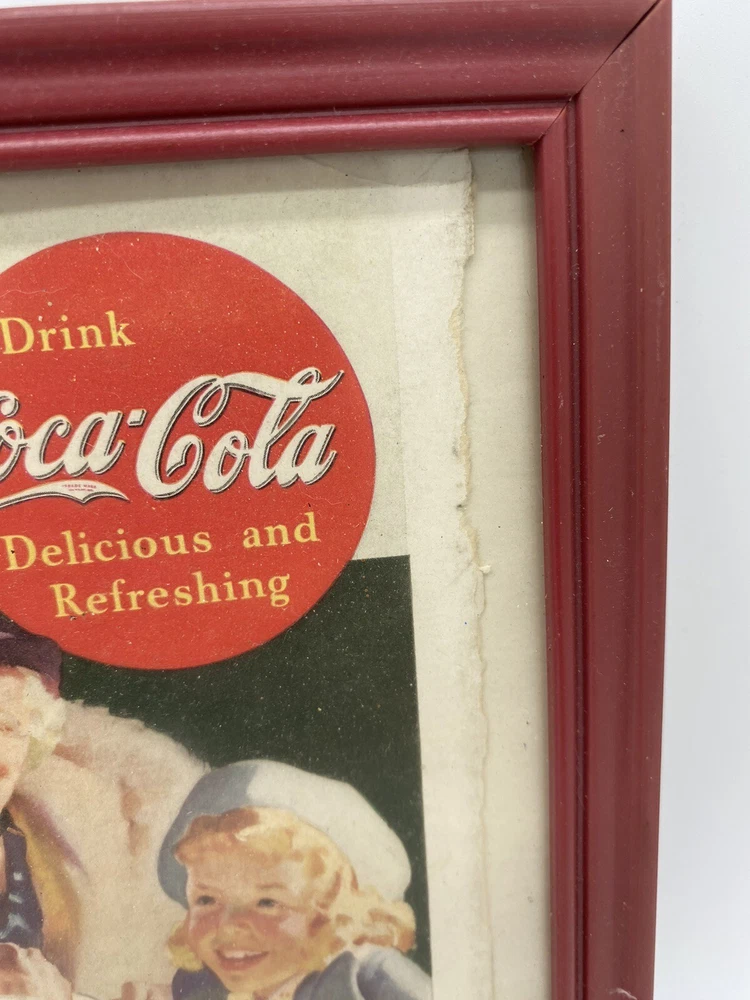 Drink
oca-Cola
Delicious and
Refreshing